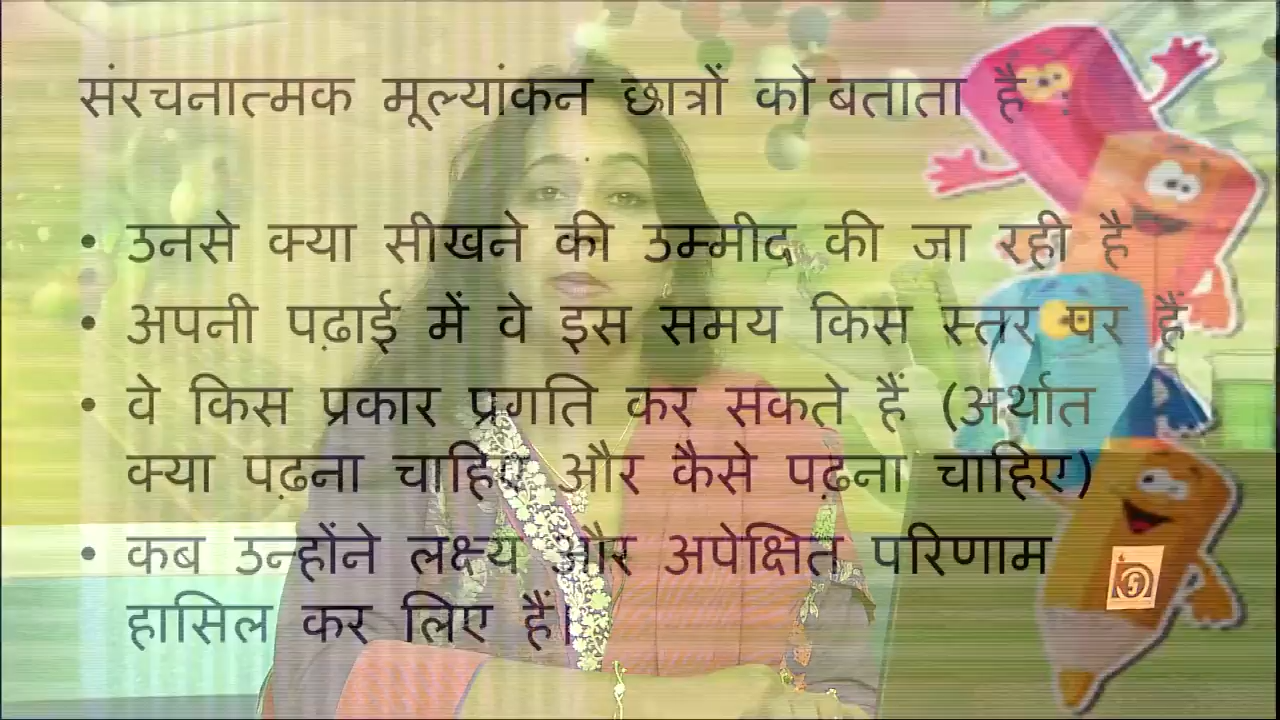 संरचनात्मक मूल्यांकन छात्रों को बताता है :
• उनसे क्या सीखने की उम्मीद की जा रही है
• अपनी पढ़ाई में वे इस समय किस स्तर पर हैं
• वे किस प्रकार प्रगति कर सकते हैं (अर्थात
क्या पढ़ना चाहिए और कैसे पढ़ना चाहिए)
• कब उन्होंने लक्ष्य और अपेक्षित परिणाम
हासिल कर लिए हैं।